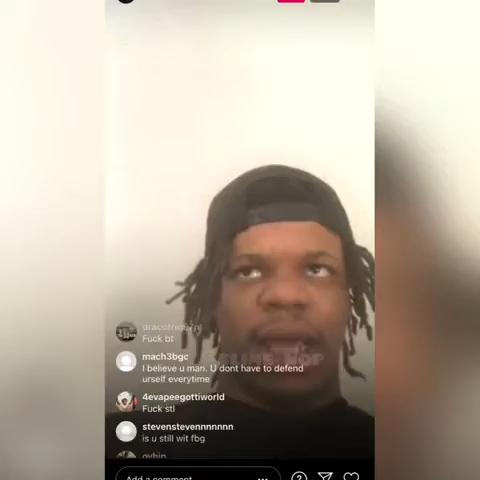 Fuck bt
mach3bgc
I believe u man. U dont have to defend
urself everytime
4evapeegottiworld
Fuck stl
stevenstevennnnnnn
is u still wit fbg
Add a comment